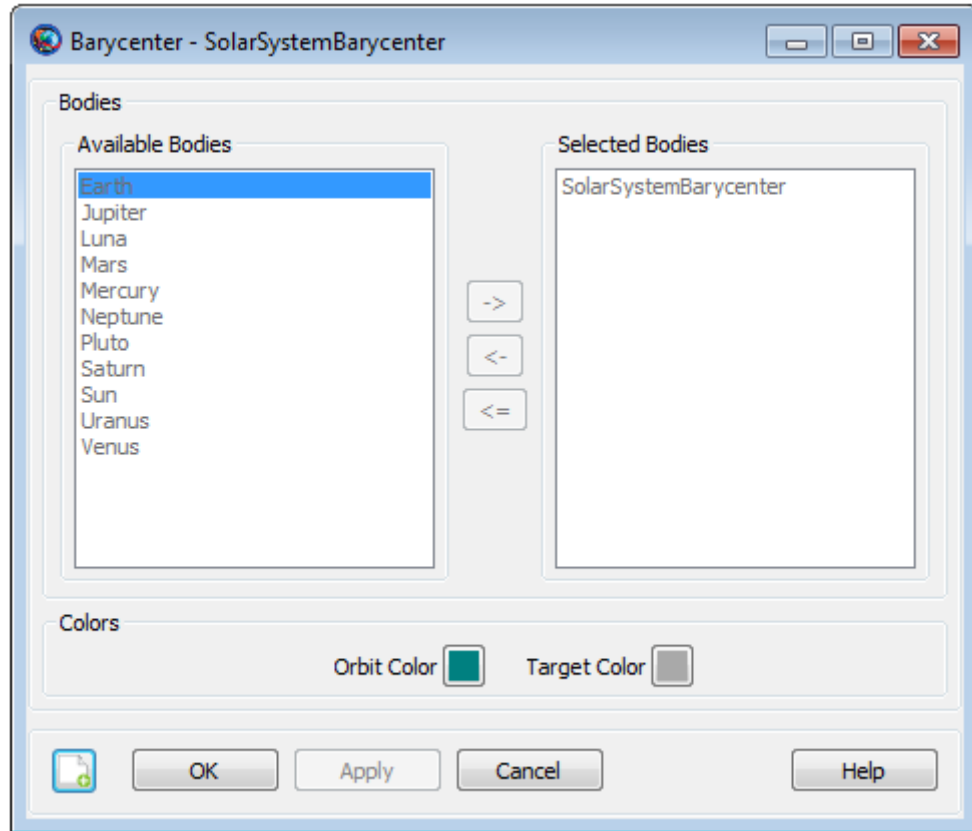 Barycenter - SolarSystemBarycenter
Bodies
Available Bodies
Earth
Jupiter
Luna
Mars
Mercury
Neptune
Pluto
Saturn
Sun
Uranus
Venus
->
<-
<=
Selected Bodies
SolarSystemBarycenter
Colors
Orbit Color
Target Color
OK
Apply
Cancel
Help